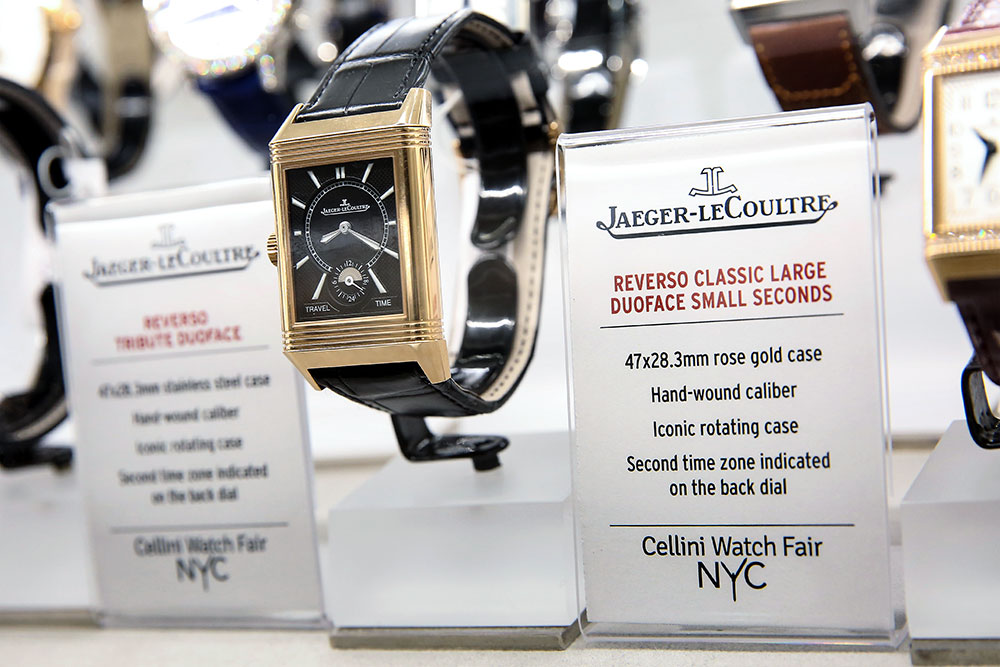 JAEGER-LECOULTRE
REVERSO
TRIBUTE DUOFACE
47x28.3mm stainless steel case
Hand-wound caliber
Iconic rotating case
Second time zone indicated
on the back dial
Cellini Watch Fair
NYC
JAEGER-LECOULTRE
TRAVEL TIME
JAEGER-LECOULTRE
REVERSO CLASSIC LARGE
DUOFACE SMALL SECONDS
47x28.3mm rose gold case
Hand-wound caliber
Iconic rotating case
Second time zone indicated
on the back dial
Cellini Watch Fair
NYC